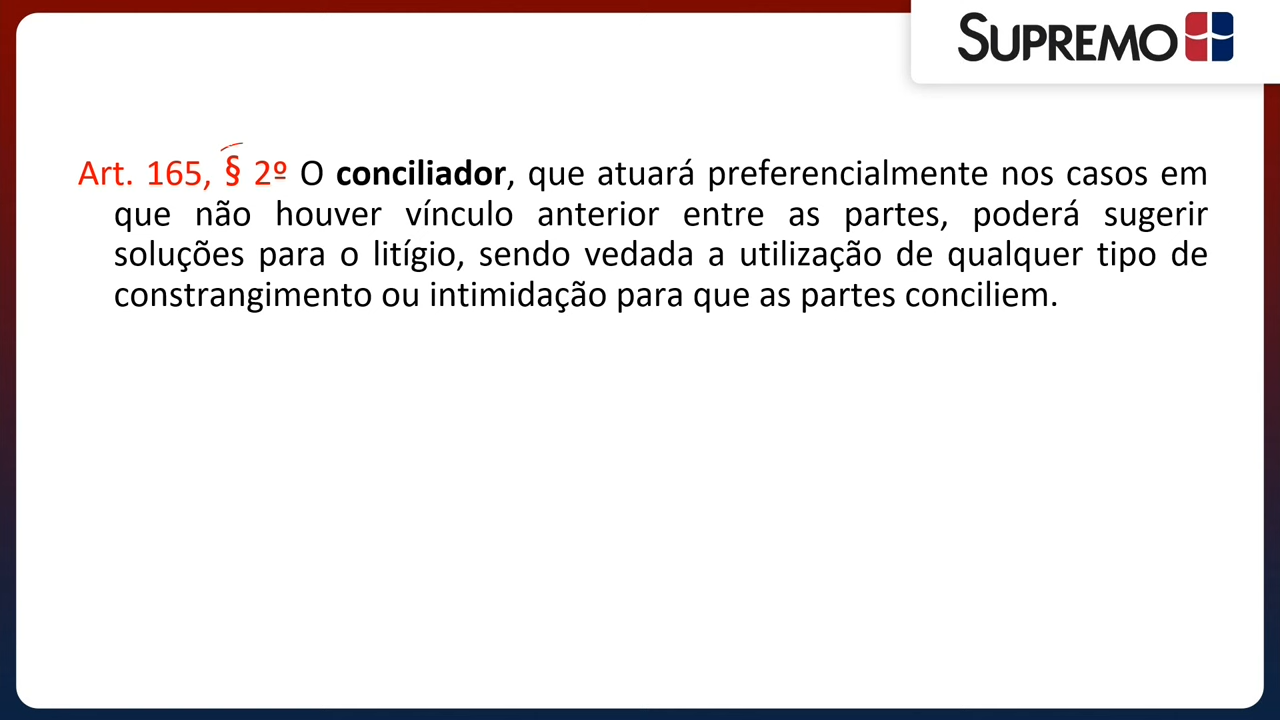 SUPREMO
Art. 165, § 2º O conciliador, que atuará preferencialmente nos casos em
que não houver vínculo anterior entre as partes, poderá sugerir
soluções para o litígio, sendo vedada a utilização de qualquer tipo de
constrangimento ou intimidação para que as partes conciliem.